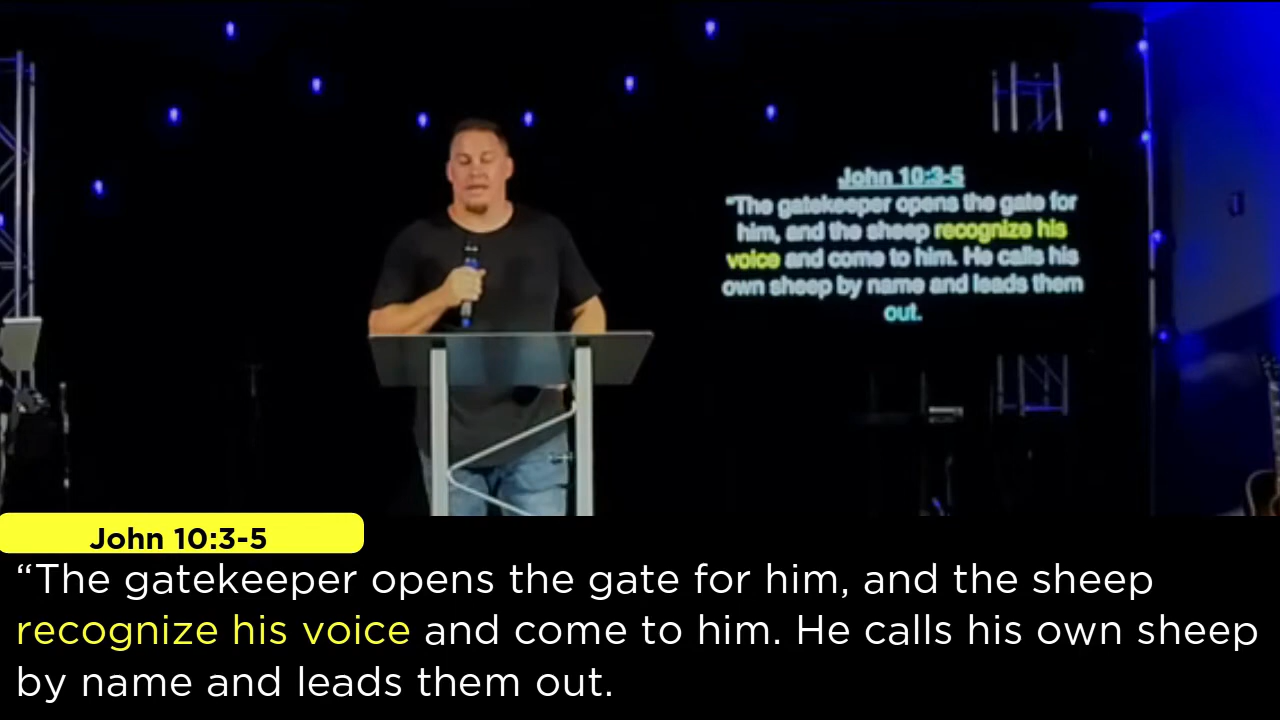 John 10:3-5
"The gatekeeper opens the gate for
him, and the sheep recognize his
voice and come to him. He calls his
own sheep by name and leads them
out.
John 10:3-5
“The gatekeeper opens the gate for him, and the sheep
recognize his voice and come to him. He calls his own sheep
by name and leads them out.